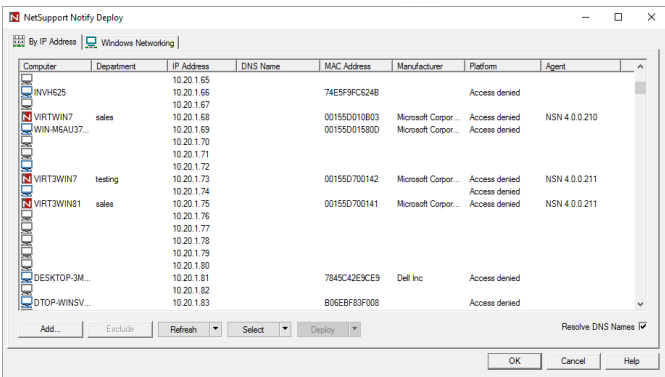 NetSupport Notify Deploy
By IP Address Windows Networking
Computer Department IP Address DNS Name MAC Address Manufacturer Platform Agent
10.20.1.65
INVH625 10.20.1.66 74E5F9FC624B Access denied
10.20.1.67
VIRTWIN7 sales 10.20.1.68 00155D010B03 Microsoft Corpor... Access denied NSN 4.0.0.210
WIN-M6AU37... 10.20.1.69 00155D01580D Microsoft Corpor... Access denied
10.20.1.70
10.20.1.71
10.20.1.72
VIRT3WIN7 testing 10.20.1.73 00155D700142 Microsoft Corpor... Access denied NSN 4.0.0.211
10.20.1.74 Access denied
VIRT3WIN81 sales 10.20.1.75 00155D700141 Microsoft Corpor... Access denied NSN 4.0.0.211
10.20.1.76
10.20.1.77
10.20.1.78
10.20.1.79
10.20.1.80
DESKTOP-3M... 10.20.1.81 7845C42E9CE9 Dell Inc Access denied
10.20.1.82
DTOP-WINSV... 10.20.1.83 B06EBF83F008 Access denied
Add... Exclude Refresh Select Deploy Resolve DNS Names
OK Cancel Help